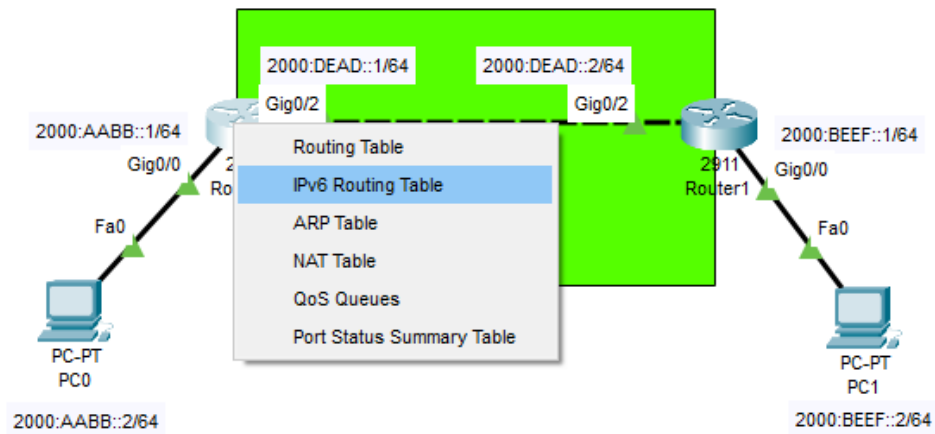 2000:DEAD::1/64
2000:DEAD::2/64
Gig0/2
Gig0/2
2000:AABB::1/64
2000:BEEF::1/64
Gig0/0
2911
Router1
Gig0/0
Routing Table
IPv6 Routing Table
ARP Table
NAT Table
QoS Queues
Port Status Summary Table
Fa0
Fa0
PC-PT
PC0
PC-PT
PC1
2000:AABB::2/64
2000:BEEF::2/64